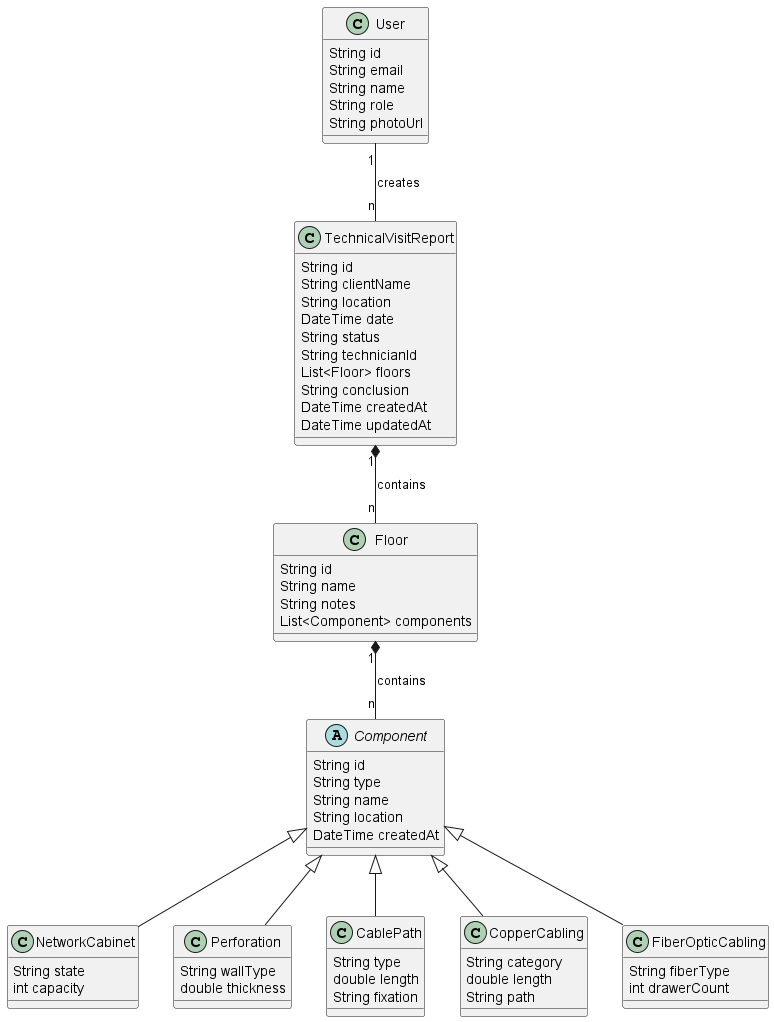 C User
String id
String email
String name
String role
String photoUrl
1
creates
n
C TechnicalVisitReport
String id
String clientName
String location
DateTime date
String status
String technicianId
List<Floor> floors
String conclusion
DateTime createdAt
DateTime updatedAt
1
contains
n
C Floor
String id
String name
String notes
List<Component> components
1
contains
n
A Component
String id
String type
String name
String location
DateTime createdAt
C NetworkCabinet
String state
int capacity
C Perforation
String wallType
double thickness
C CablePath
String type
double length
String fixation
C CopperCabling
String category
double length
String path
C FiberOpticCabling
String fiberType
int drawerCount